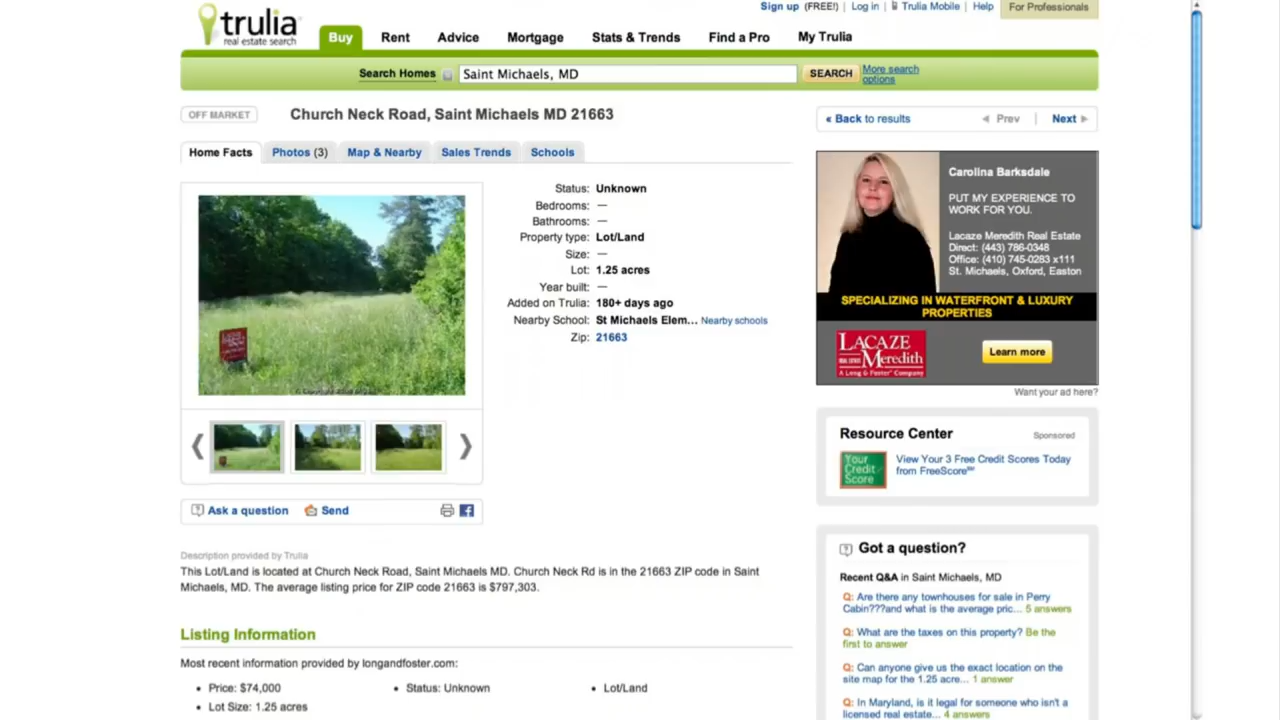 Sign up (FREE!) | Log in | Trulia Mobile | Help
For Professionals
trulia
real estate search
Buy
Rent
Advice
Mortgage
Stats & Trends
Find a Pro
My Trulia
Search Homes
Saint Michaels, MD
SEARCH
More search
options
OFF MARKET
Church Neck Road, Saint Michaels MD 21663
« Back to results
Prev
Next
Home Facts
Photos (3)
Map & Nearby
Sales Trends
Schools
Status: Unknown
Bedrooms: —
Bathrooms: —
Property type: Lot/Land
Size: —
Lot: 1.25 acres
Year built: —
Added on Trulia: 180+ days ago
Nearby School: St Michaels Elem... Nearby schools
Zip: 21663
Ask a question
Send
Description provided by Trulia
This Lot/Land is located at Church Neck Road, Saint Michaels MD. Church Neck Rd is in the 21663 ZIP code in Saint
Michaels, MD. The average listing price for ZIP code 21663 is $797,303.
Listing Information
Most recent information provided by longandfoster.com:
• Price: $74,000
• Status: Unknown
• Lot/Land
• Lot Size: 1.25 acres
Carolina Barksdale
PUT MY EXPERIENCE TO
WORK FOR YOU.
Lacaze Meredith Real Estate
Direct: (443) 786-0348
Office: (410) 745-0283 x111
St. Michaels, Oxford, Easton
SPECIALIZING IN WATERFRONT & LUXURY
PROPERTIES
LACAZE
Meredith
A Long & Foster Company
Learn more
Want your ad here?
Resource Center
Sponsored
Your
Credit
Score
View Your 3 Free Credit Scores Today
from FreeScore℠
Got a question?
Recent Q&A in Saint Michaels, MD
Q: Are there any townhouses for sale in Perry
Cabin???and what is the average pric... 5 answers
Q: What are the taxes on this property? Be the
first to answer
Q: Can anyone give us the exact location on the
site map for the 1.25 acre... 1 answer
Q: In Maryland, is it legal for someone who isn't a
licensed real estate... 4 answers